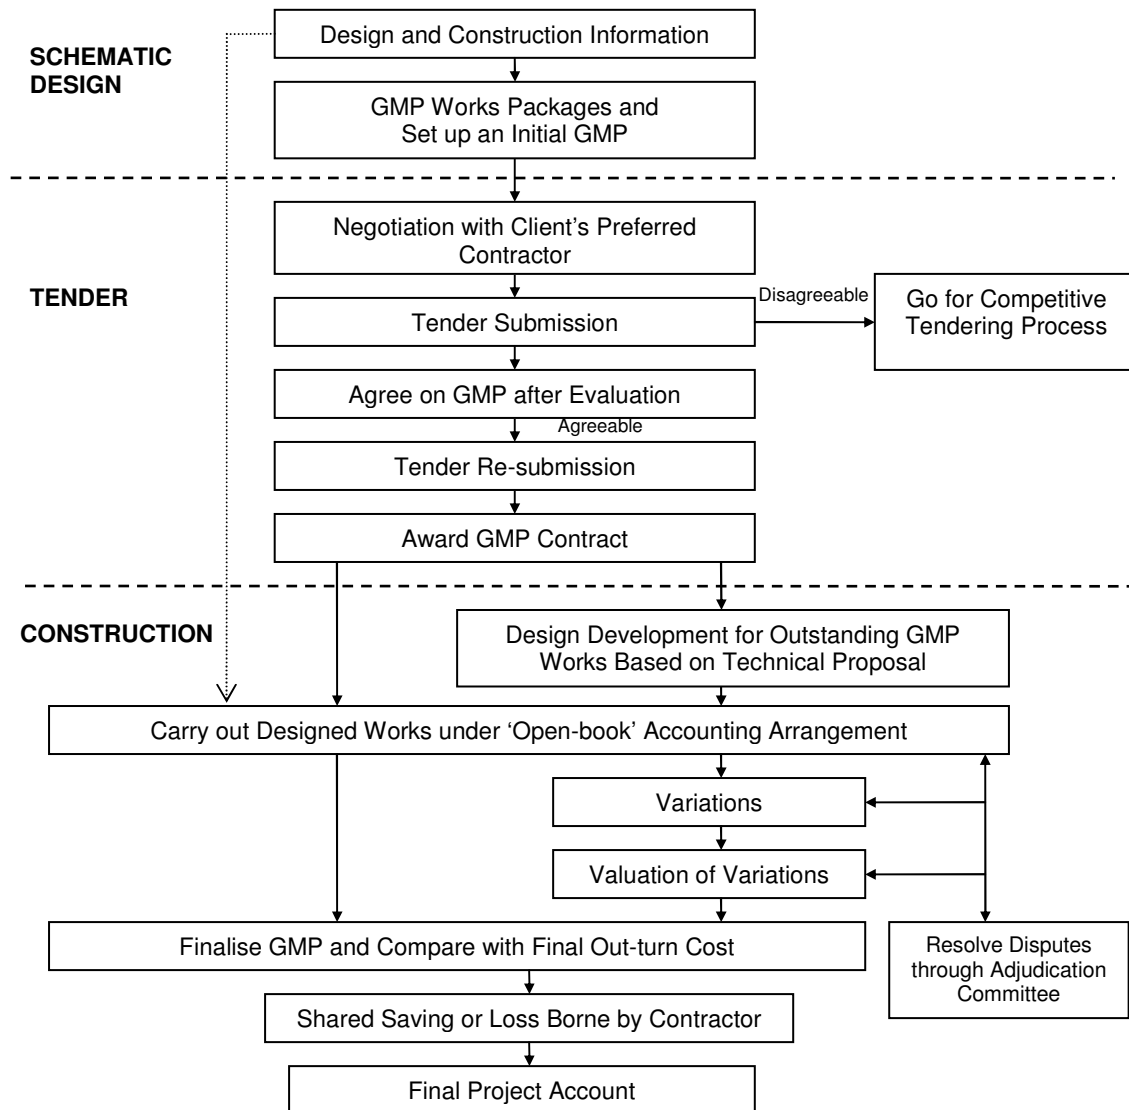 SCHEMATIC
DESIGN
Design and Construction Information
GMP Works Packages and
Set up an Initial GMP
TENDER
Negotiation with Client’s Preferred
Contractor
Tender Submission
Disagreeable
Go for Competitive
Tendering Process
Agree on GMP after Evaluation
Agreeable
Tender Re-submission
Award GMP Contract
CONSTRUCTION
Design Development for Outstanding GMP
Works Based on Technical Proposal
Carry out Designed Works under ‘Open-book’ Accounting Arrangement
Variations
Valuation of Variations
Finalise GMP and Compare with Final Out-turn Cost
Resolve Disputes
through Adjudication
Committee
Shared Saving or Loss Borne by Contractor
Final Project Account